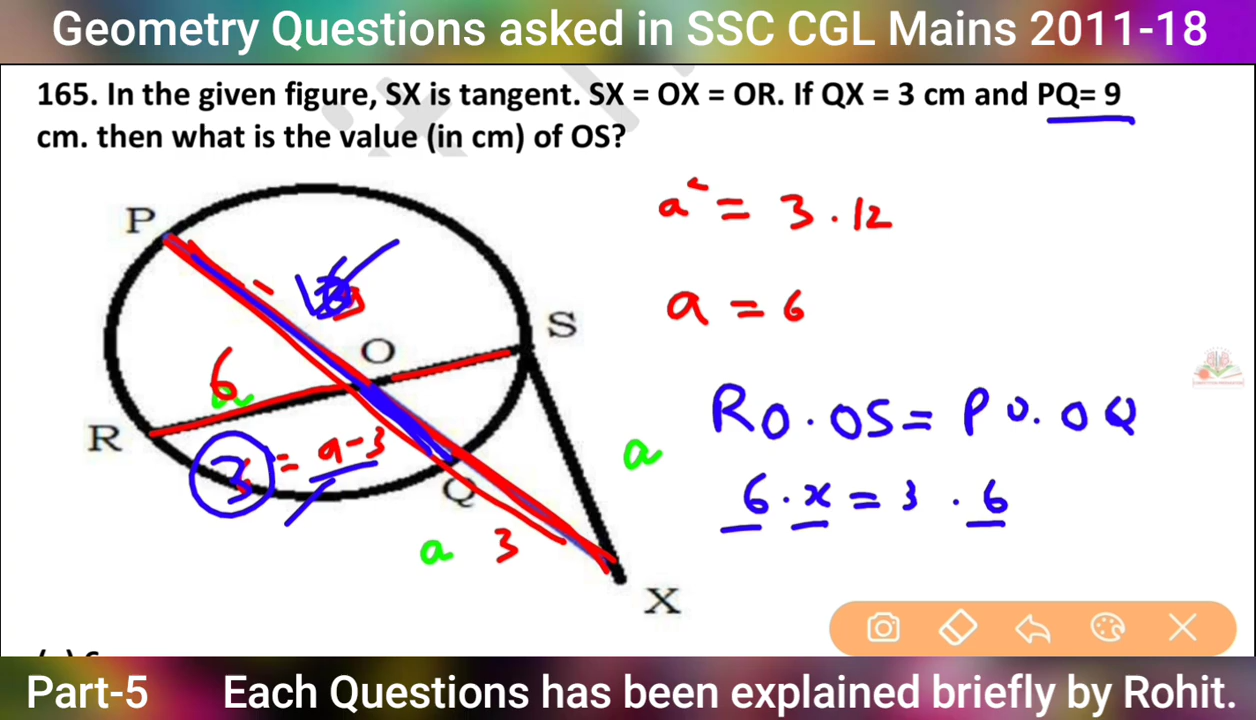 Geometry Questions asked in SSC CGL Mains 2011-18
165. In the given figure, SX is tangent. SX = OX = OR. If QX = 3 cm and PQ= 9
cm. then what is the value (in cm) of OS?
P
S
O
R
Q
X
6
3 = a-3
a 3
a
a² = 3.12
a = 6
RO.OS = PO.OQ
6.x = 3.6
Part-5 Each Questions has been explained briefly by Rohit.